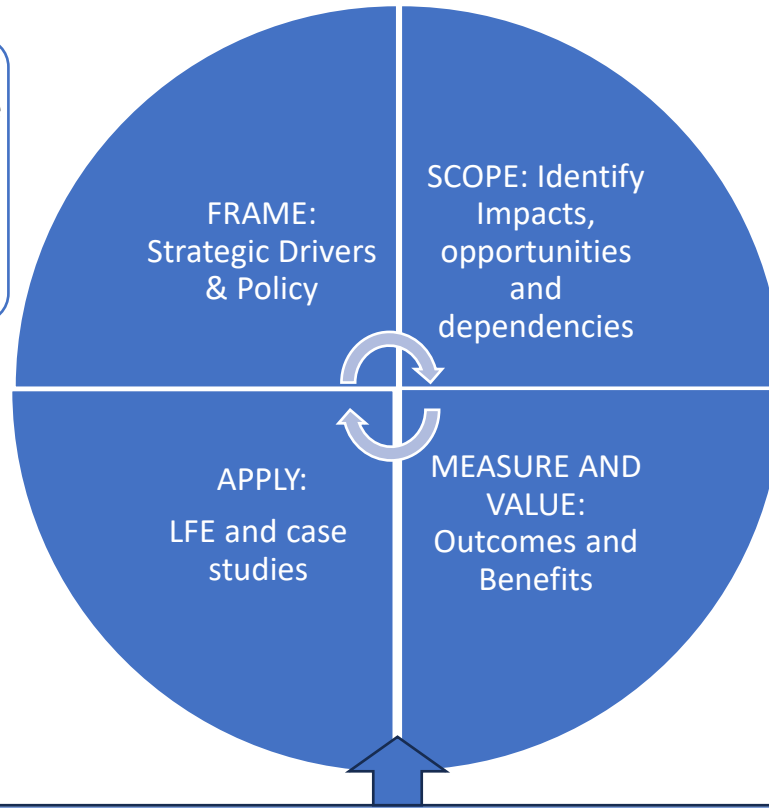 FRAME:
Strategic Drivers
& Policy
SCOPE: Identify
Impacts,
opportunities
and
dependencies
APPLY:
LFE and case
studies
MEASURE AND
VALUE:
Outcomes and
Benefits